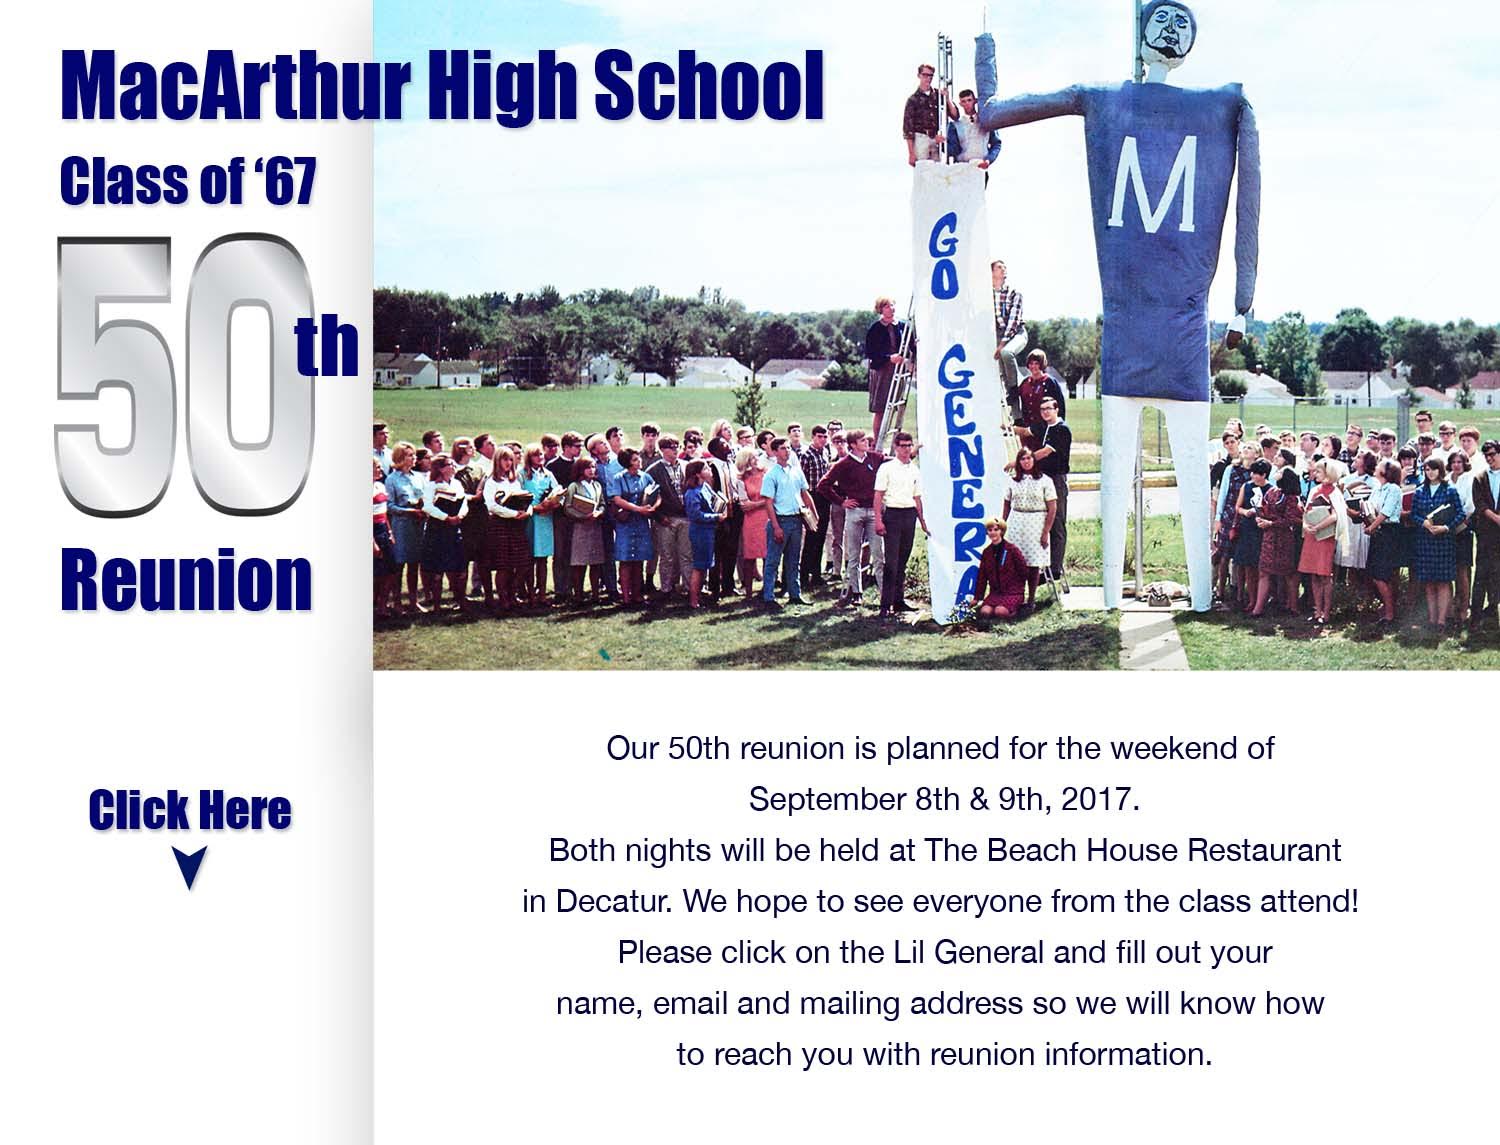 MacArthur High School
Class of ‘67
50th
Reunion
Click Here
M
GO GENERA
Our 50th reunion is planned for the weekend of
September 8th & 9th, 2017.
Both nights will be held at The Beach House Restaurant
in Decatur. We hope to see everyone from the class attend!
Please click on the Lil General and fill out your
name, email and mailing address so we will know how
to reach you with reunion information.